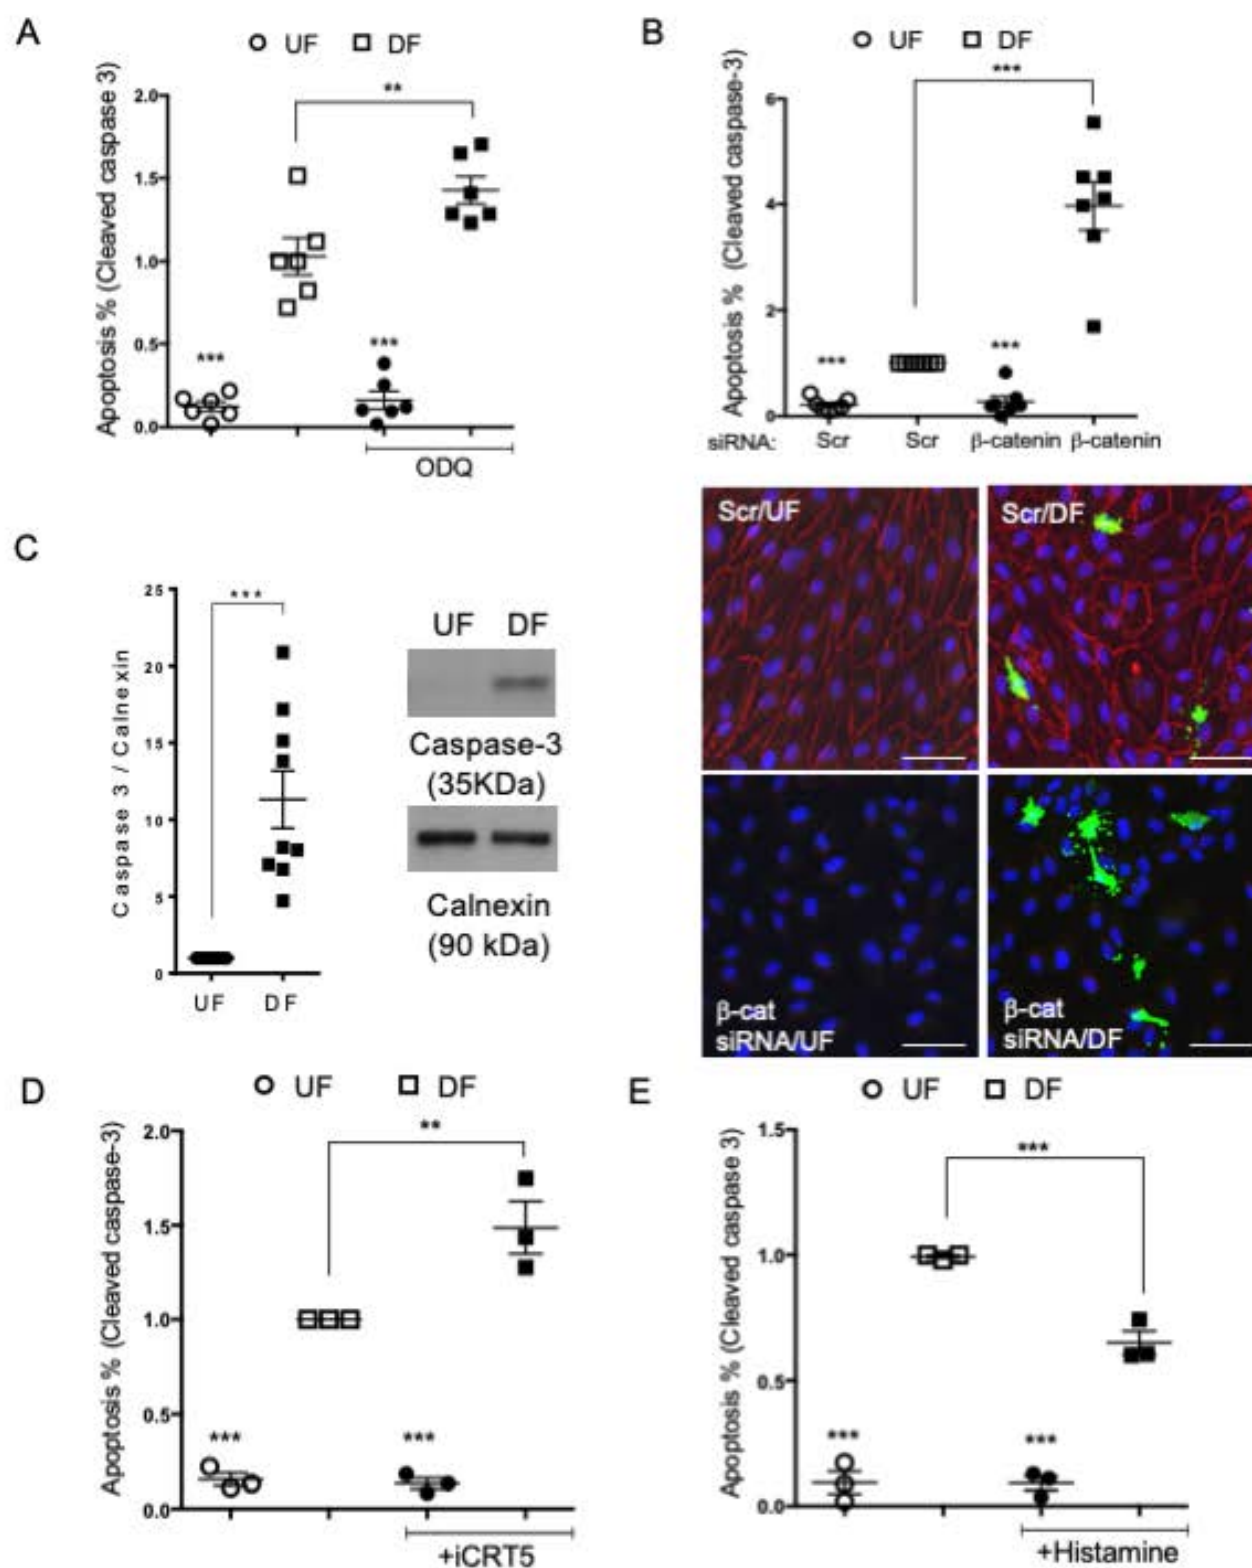 A
UF DF
Apoptosis % (Cleaved caspase 3)
2.0
1.5
1.0
0.5
0.0
**
***
***
ODQ
B
UF DF
Apoptosis % (Cleaved caspase-3)
6
4
2
0
***
***
***
siRNA: Scr Scr β-catenin β-catenin
Scr/UF
Scr/DF
β-cat
siRNA/UF
β-cat
siRNA/DF
C
Caspase 3 / Calnexin
25
20
15
10
5
0
***
UF DF
UF DF
Caspase-3
(35KDa)
Calnexin
(90 kDa)
D
UF DF
Apoptosis % (Cleaved caspase-3)
2.0
1.5
1.0
0.5
0.0
**
***
***
+iCRT5
E
UF DF
Apoptosis % (Cleaved caspase 3)
1.5
1.0
0.5
0.0
***
***
***
+Histamine